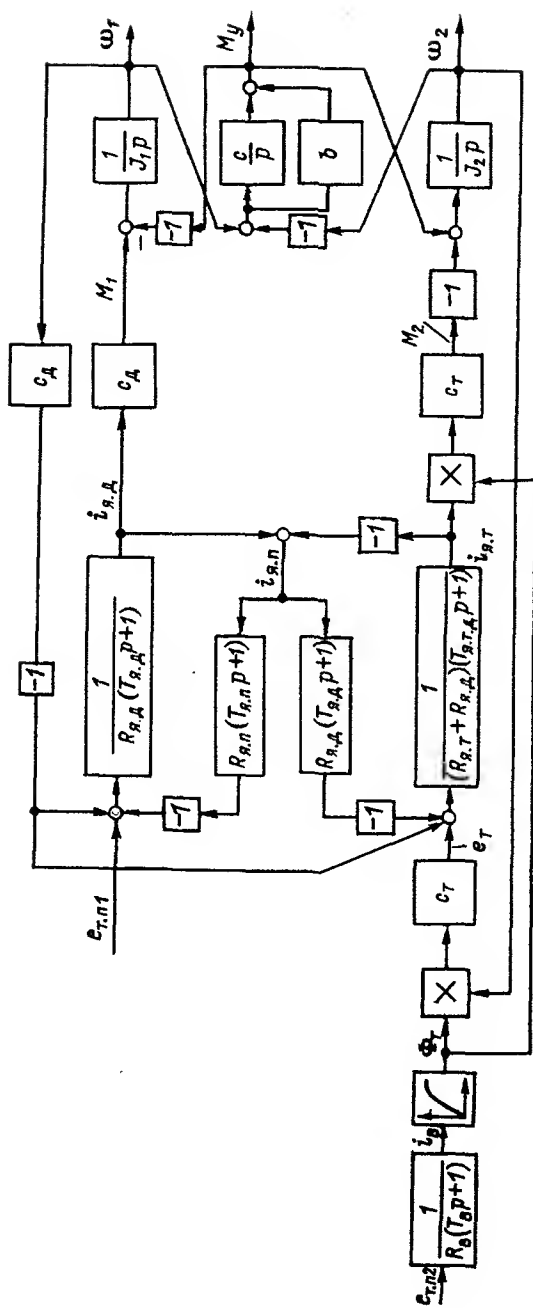 ω₁
M_y
ω₂
1
J₁p
c
p
b
1
J₂p
-1
-1
-
M₁
-1
M₂
c_Д
c_Д
c_Т
×
i_я.д
i_я.п
-1
i_я.т
-1
1
R_я.д(T_я.д p+1)
R_я.п(T_я.п p+1)
R_я.д(T_я.д p+1)
1
(R_я.т+R_я.д)(T_я.т.д p+1)
-1
-1
e_т.п1
e_т
c_Т
×
Φ_т
i_в
1
R_в(T_в p+1)
e_т.п2